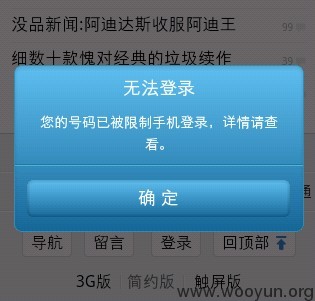 没品新闻:阿迪达斯收服阿迪王
99
细数十款愧对经典的垃圾续作
39
无法登录
您的号码已被限制手机登录，详情请查
看。
通
确定
导航 留言 登录 回顶部
3G版 简约版 触屏版
www.wooyun.org